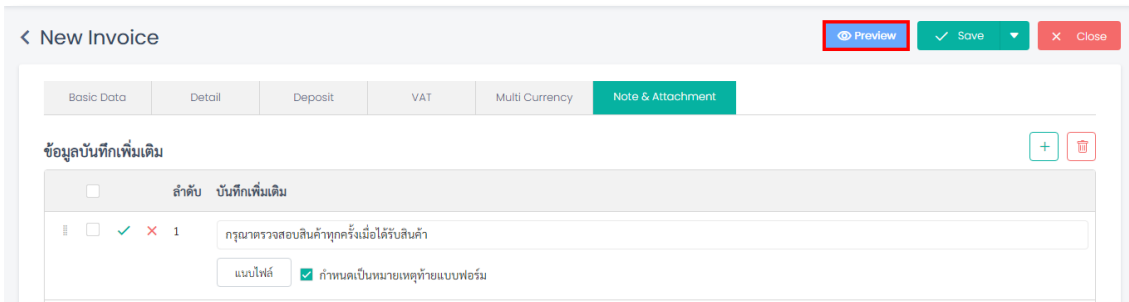 New Invoice
Preview
Save
Close
Basic Data Detail Deposit VAT Multi Currency Note & Attachment
ข้อมูลบันทึกเพิ่มเติม
ลำดับ บันทึกเพิ่มเติม
1 กรุณาตรวจสอบสินค้าทุกครั้งเมื่อได้รับสินค้า
แนบไฟล์ กำหนดเป็นหมายเหตุท้ายแบบฟอร์ม